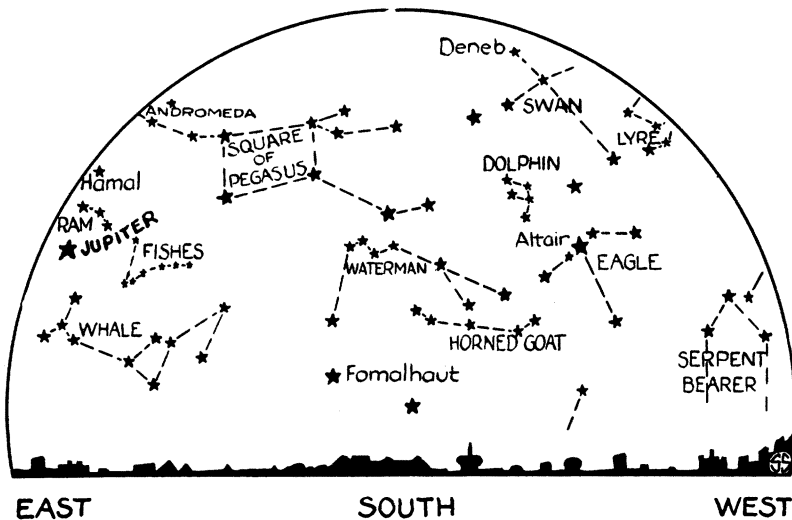 Deneb
ANDROMEDA
SWAN
SQUARE
OF
PEGASUS
LYRE
DOLPHIN
Hamal
RAM
JUPITER
FISHES
Altair
EAGLE
WATERMAN
WHALE
HORNED GOAT
SERPENT
BEARER
Fomalhaut
EAST SOUTH WEST